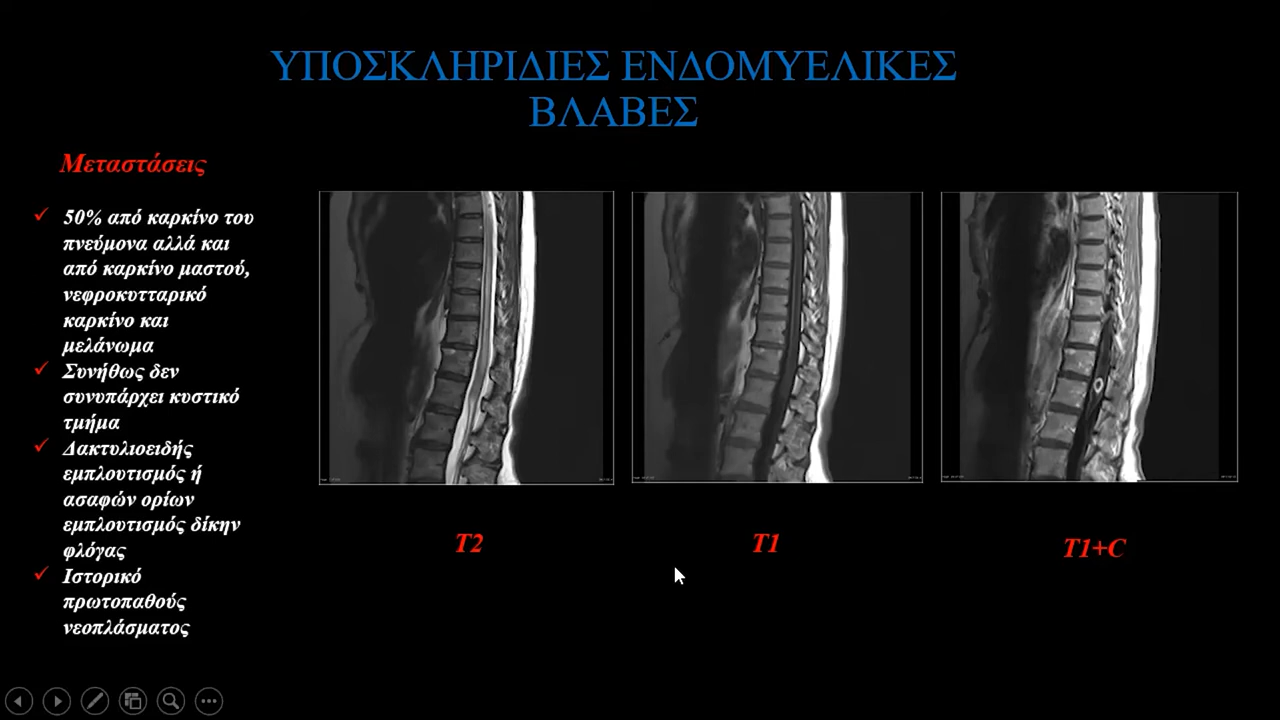 ΥΠΟΣΚΛΗΡΙΔΙΕΣ ΕΝΔΟΜΥΕΛΙΚΕΣ
ΒΛΑΒΕΣ
Μεταστάσεις
50% από καρκίνο του
πνεύμονα αλλά και
από καρκίνο μαστού,
νεφροκυτταρικό
καρκίνο και
μελάνωμα
Συνήθως δεν
συνυπάρχει κυστικό
τμήμα
Δακτυλιοειδής
εμπλουτισμός ή
ασαφών ορίων
εμπλουτισμός δίκην
φλόγας
Ιστορικό
πρωτοπαθούς
νεοπλάσματος
T2
T1
T1+C